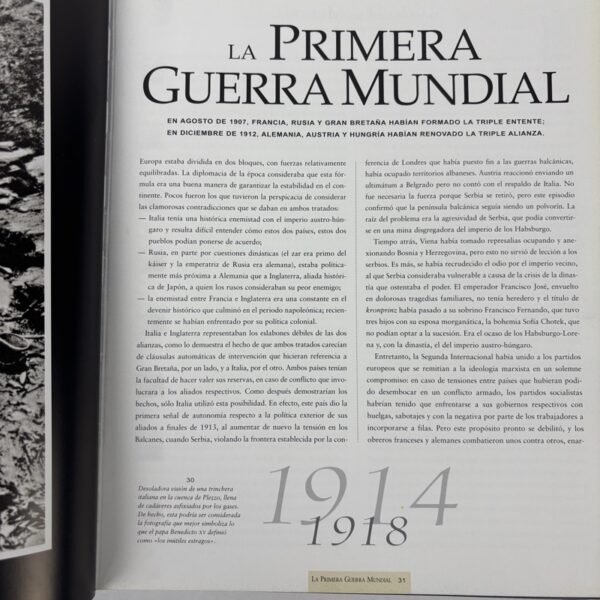 LA PRIMERA
GUERRA MUNDIAL
EN AGOSTO DE 1907, FRANCIA, RUSIA Y GRAN BRETAÑA HABÍAN FORMADO LA TRIPLE ENTENTE;
EN DICIEMBRE DE 1912, ALEMANIA, AUSTRIA Y HUNGRÍA HABÍAN RENOVADO LA TRIPLE ALIANZA.
Europa estaba dividida en dos bloques, con fuerzas relativamente
equilibradas. La diplomacia de la época consideraba que esta fór-
mula era una buena manera de garantizar la estabilidad en el con-
tinente. Pocos fueron los que tuvieron la perspicacia de considerar
las clamorosas contradicciones que se daban en ambos tratados:
— Italia tenía una histórica enemistad con el imperio austro-hún-
garo y resulta difícil entender cómo estos dos países, estos dos
pueblos podían ponerse de acuerdo;
— Rusia, en parte por cuestiones dinásticas (el zar era primo del
káiser y la emperatriz de Rusia era alemana), estaba política-
mente más próxima a Alemania que a Inglaterra, aliada históri-
ca de Japón, a quien los rusos consideraban su peor enemigo;
— la enemistad entre Francia e Inglaterra era una constante en el
devenir histórico que culminó en el periodo napoleónica; recien-
temente se habían enfrentado por su política colonial.
Italia e Inglaterra representaban los eslabones débiles de las dos
alianzas, como lo demuestra el hecho de que ambos tratados carecían
de cláusulas automáticas de intervención que hicieran referencia a
Gran Bretaña, por un lado, y a Italia, por el otro. Ambos países tenían
la facultad de hacer valer sus reservas, en caso de conflicto que invo-
lucrara a los aliados respectivos. Como después demostrarían los
hechos, sólo Italia utilizó esta posibilidad. En efecto, este país dio la
primera señal de autonomía respecto a la política exterior de sus
aliados a finales de 1913, al aumentar de nuevo la tensión en los
Balcanes, cuando Serbia, violando la frontera establecida por la con-
ferencia de Londres que había puesto fin a las guerras balcánicas,
había ocupado territorios albaneses. Austria reaccionó enviando un
ultimátum a Belgrado pero no contó con el respaldo de Italia. No
fue necesaria la fuerza porque Serbia se retiró, pero este episodio
confirmó que la península balcánica seguía siendo un polvorín. La
raíz del problema era la agresividad de Serbia, que podía convertir-
se en una mina disgregadora del imperio de los Habsburgo.
Tiempo atrás, Viena había tomado represalias ocupando y ane-
xionando Bosnia y Herzegovina, pero esto no sirvió de lección a los
serbios. Es más, se había recrudecido el odio por el imperio vecino,
al que Serbia consideraba vulnerable a causa de la crisis de la dinas-
tía que ostentaba el poder. El emperador Francisco José, envuelto
en dolorosas tragedias familiares, no tenía heredero y el título de
kronprinz había pasado a su sobrino Francisco Fernando, que tuvo
tres hijos con su esposa morganática, la bohemia Sofía Chotek, que
no podían optar a la sucesión. Era el ocaso de los Habsburgo-Lore-
na y, con la dinastía, el del imperio austro-húngaro.
Entretanto, la Segunda Internacional había unido a los partidos
europeos que se remitían a la ideología marxista en un solemne
compromiso: en caso de tensiones entre países que hubieran podi-
do desembocar en un conflicto armado, los partidos socialistas
habrían tenido que enfrentarse a sus gobiernos respectivos con
huelgas, sabotajes y con la negativa por parte de los trabajadores a
incorporarse a filas. Pero este propósito pronto se debilitó, y los
obreros franceses y alemanes combatieron unos contra otros, enar-
30
Desoladora visión de una trinchera
italiana en la cuenca de Plezzo, llena
de cadáveres asfixiados por los gases.
De hecho, esta podría ser considerada
la fotografía que mejor simboliza lo
que el papa Benedicto XV definió
como «los inútiles estragos».
1914
1918
LA PRIMERA GUERRA MUNDIAL 31